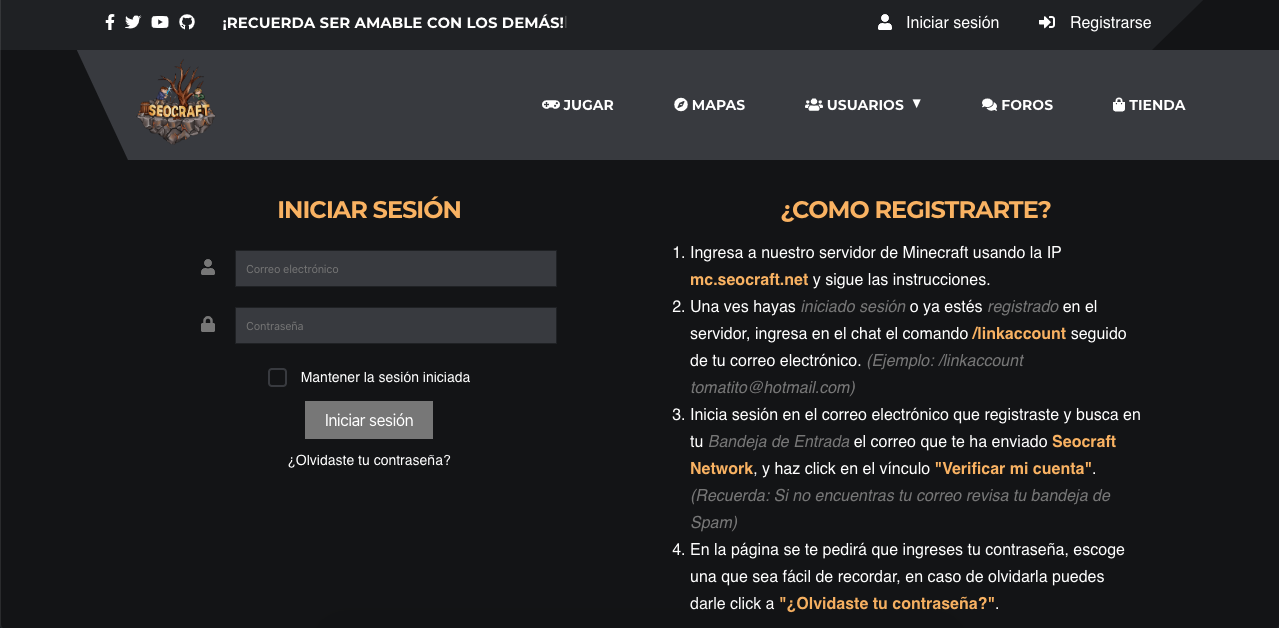 ¡RECUERDA SER AMABLE CON LOS DEMÁS!
Iniciar sesión
Registrarse
SEOCRAFT
JUGAR
MAPAS
USUARIOS ▼
FOROS
TIENDA
INICIAR SESIÓN
Correo electrónico
Contraseña
Mantener la sesión iniciada
Iniciar sesión
¿Olvidaste tu contraseña?
¿COMO REGISTRARTE?
1. Ingresa a nuestro servidor de Minecraft usando la IP
mc.seocraft.net y sigue las instrucciones.
2. Una ves hayas iniciado sesión o ya estés registrado en el
servidor, ingresa en el chat el comando /linkaccount seguido
de tu correo electrónico. (Ejemplo: /linkaccount
tomatito@hotmail.com)
3. Inicia sesión en el correo electrónico que registraste y busca en
tu Bandeja de Entrada el correo que te ha enviado Seocraft
Network, y haz click en el vínculo "Verificar mi cuenta".
(Recuerda: Si no encuentras tu correo revisa tu bandeja de
Spam)
4. En la página se te pedirá que ingreses tu contraseña, escoge
una que sea fácil de recordar, en caso de olvidarla puedes
darle click a "¿Olvidaste tu contraseña?".